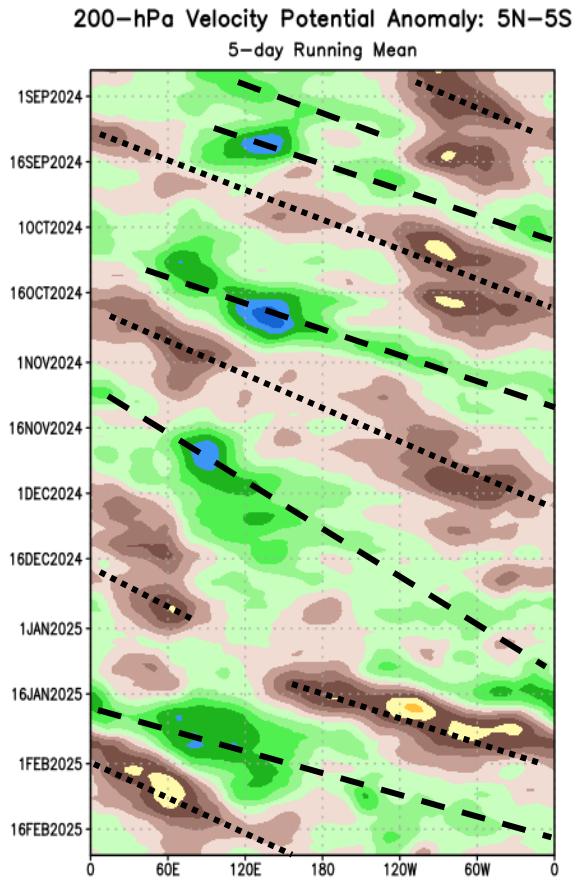 200-hPa Velocity Potential Anomaly: 5N-5S
5-day Running Mean
1SEP2024
16SEP2024
1OCT2024
16OCT2024
1NOV2024
16NOV2024
1DEC2024
16DEC2024
1JAN2025
16JAN2025
1FEB2025
16FEB2025
0 60E 120E 180 120W 60W 0